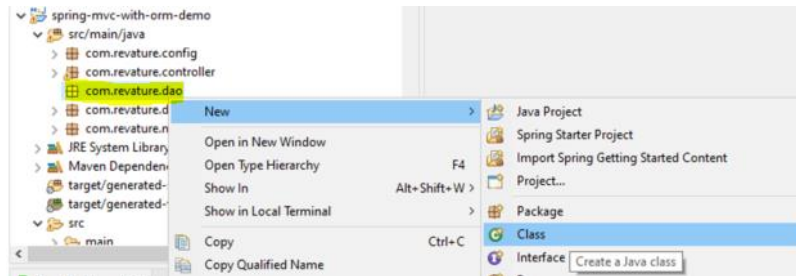 spring-mvc-with-orm-demo
src/main/java
com.revature.config
com.revature.controller
com.revature.dao
com.revature.d
com.revature.n
JRE System Library
Maven Dependen
target/generated-
target/generated-
src
main
New
Open in New Window
Open Type Hierarchy F4
Show In Alt+Shift+W >
Show in Local Terminal
Copy Ctrl+C
Copy Qualified Name
Java Project
Spring Starter Project
Import Spring Getting Started Content
Project...
Package
Class
Interface
Create a Java class